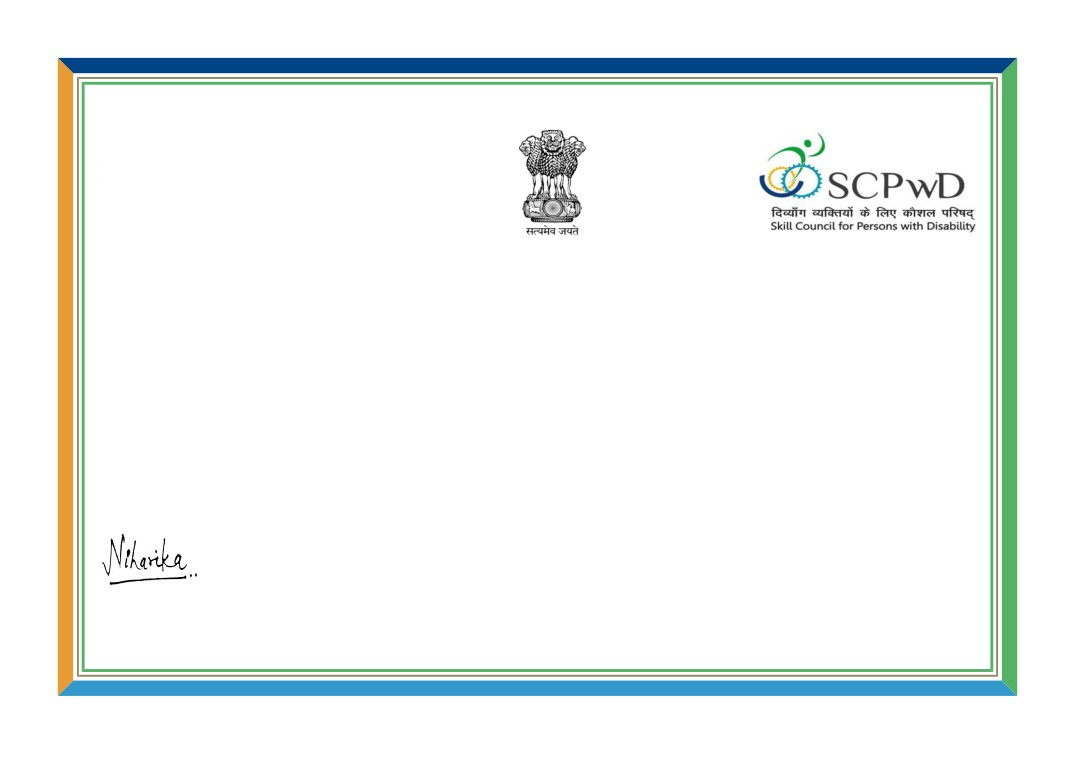 सत्यमेव जयते
SCPwD
दिव्याँग व्यक्तियों के लिए कौशल परिषद्
Skill Council for Persons with Disability
Niharika